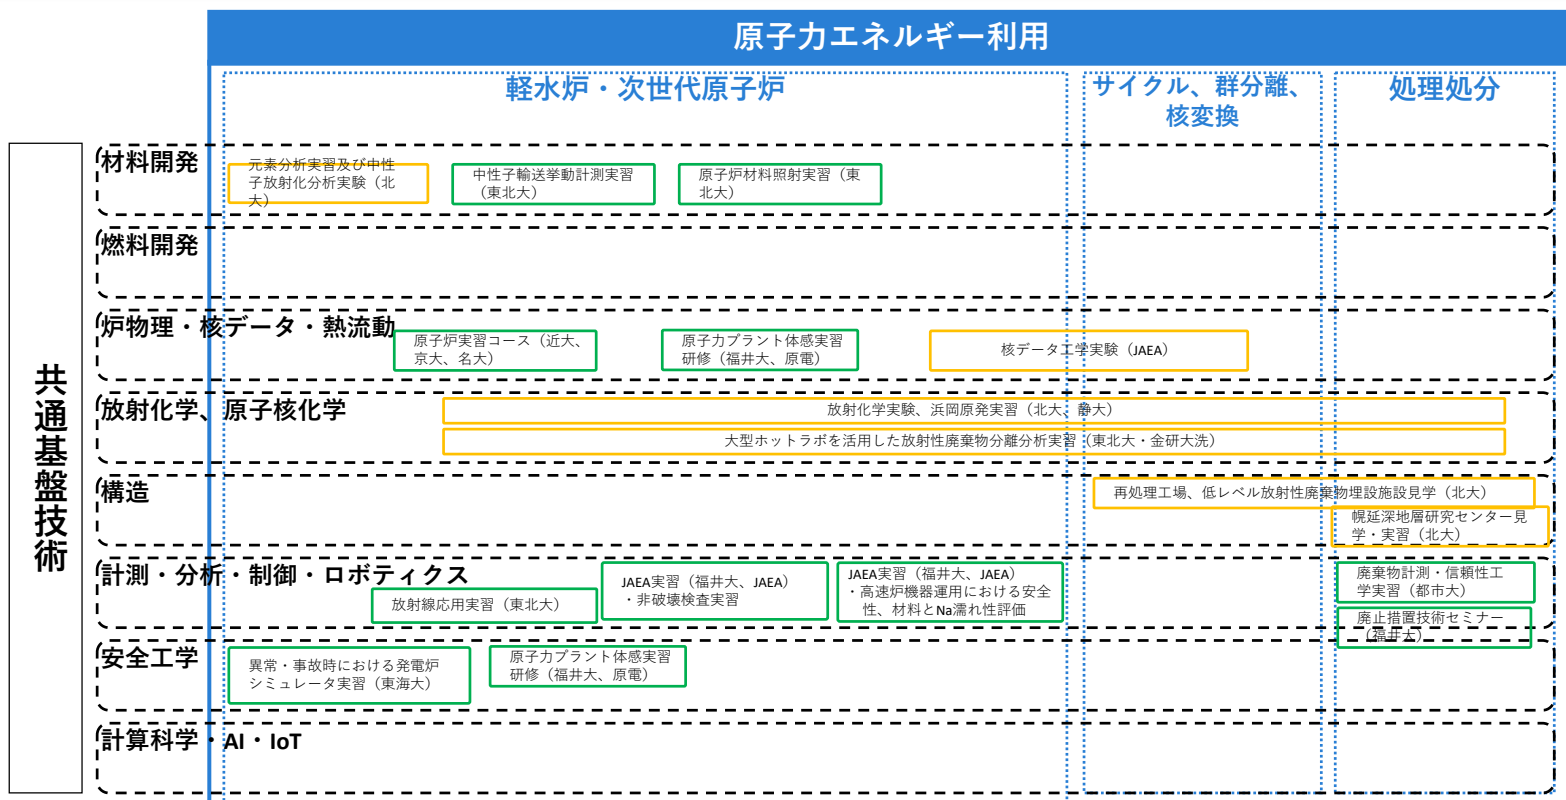 原子力エネルギー利用
軽水炉・次世代原子炉
サイクル、群分離、
核変換
処理処分
共通基盤技術
材料開発
元素分析実習及び中性
子放射化分析実験（北
大）
中性子輸送挙動計測実習
（東北大）
原子炉材料照射実習（東
北大）
燃料開発
炉物理・核データ・熱流動
原子炉実習コース（近大、
京大、名大）
原子力プラント体感実習
研修（福井大、原電）
核データ工学実験（JAEA）
放射化学、原子核化学
放射化学実験、浜岡原発実習（北大、静大）
大型ホットラボを活用した放射性廃棄物分離分析実習（東北大・金研大洗）
構造
再処理工場、低レベル放射性廃棄物埋設施設見学（北大）
幌延深地層研究センター見
学・実習（北大）
計測・分析・制御・ロボティクス
放射線応用実習（東北大）
JAEA実習（福井大、JAEA）
・非破壊検査実習
JAEA実習（福井大、JAEA）
・高速炉機器運用における安全
性、材料とNa濡れ性評価
廃棄物計測・信頼性工
学実習（都市大）
廃止措置技術セミナー
（福井大）
安全工学
異常・事故時における発電炉
シミュレータ実習（東海大）
原子力プラント体感実習
研修（福井大、原電）
計算科学・AI・IoT